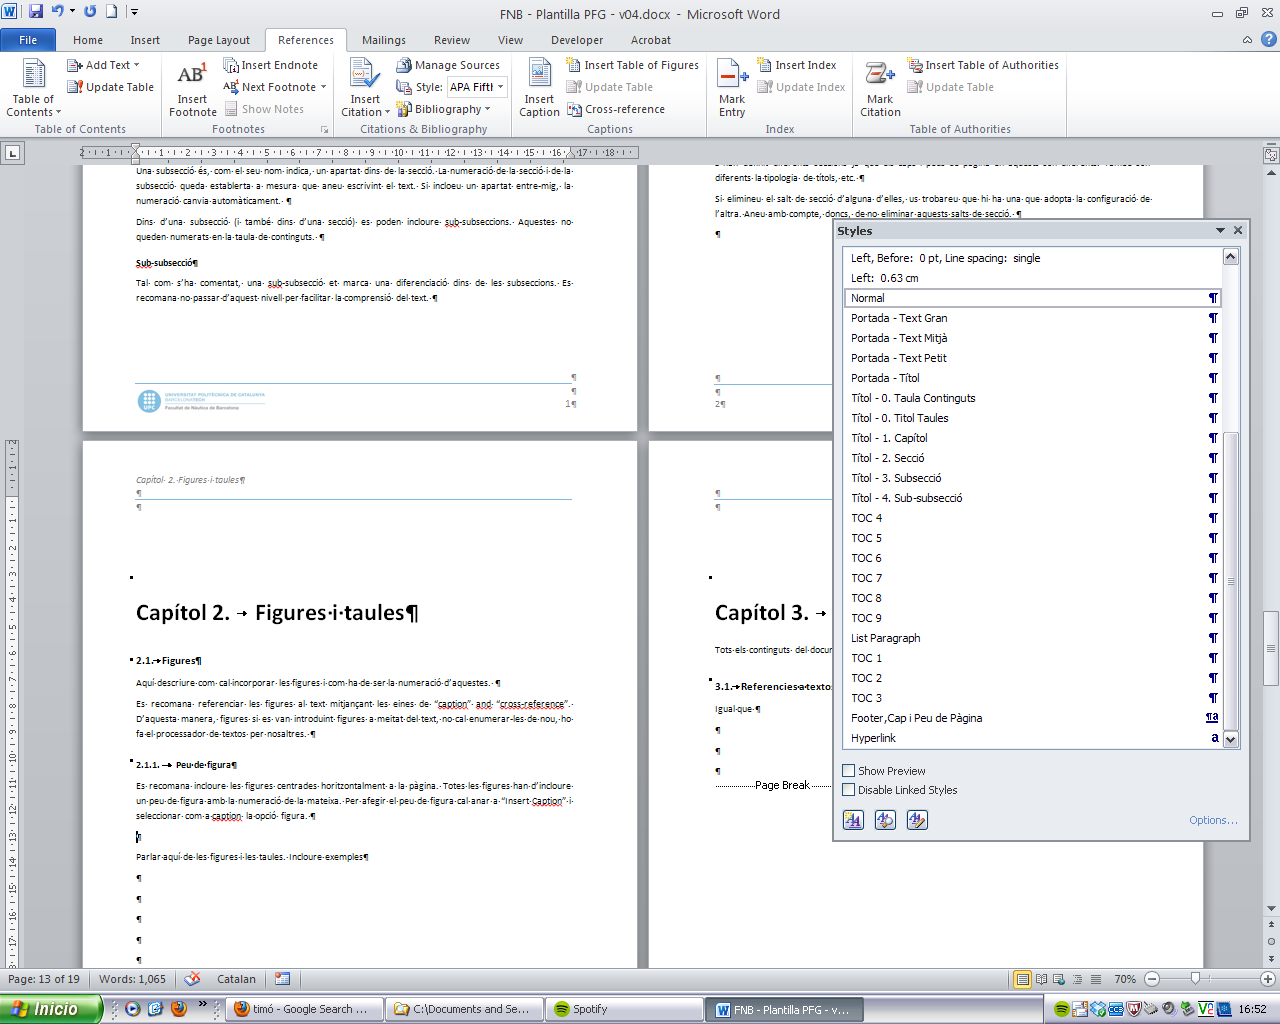 FNB - Plantilla PFG - v04.docx - Microsoft Word
File Home Insert Page Layout References Mailings Review View Developer Acrobat
Table of Contents
Add Text
Update Table
Table of Contents
AB1 Insert Footnote
Insert Endnote
Next Footnote
Show Notes
Footnotes
Insert Citation
Manage Sources
Style: APA Fifth
Bibliography
Citations & Bibliography
Insert Caption
Insert Table of Figures
Update Table
Cross-reference
Captions
Mark Entry
Insert Index
Update Index
Index
Mark Citation
Insert Table of Authorities
Update Table
Table of Authorities
Una subsecció és, com el seu nom indica, un apartat dins de la secció. La numeració de la secció i de la
subsecció queda establerta a mesura que aneu escrivint el text. Si incloeu un apartat entre-mig, la
numeració canvia automàticament. ¶
Dins d'una subsecció (i també dins d'una secció) es poden incloure sub-subseccions. Aquestes no
queden numerats en la taula de continguts. ¶
Sub-subsecció¶
Tal com s'ha comentat, una sub-subsecció et marca una diferenciació dins de les subseccions. Es
recomana no passar d'aquest nivell per facilitar la comprensió del text. ¶
UNIVERSITAT POLITÈCNICA DE CATALUNYA
BARCELONATECH
Facultat de Nàutica de Barcelona
UPC
1¶
diferents la tipologia de títols, etc. ¶
Si elimineu el salt de secció d'alguna d'elles, us trobareu que hi ha una que adopta la configuració de
l'altra. Aneu amb compte, doncs, de no eliminar aquests salts de secció. ¶
2¶
Capítol 2. Figures i taules¶
Capítol 2. → Figures·i·taules¶
2.1.→Figures¶
Aquí descriure com cal incorporar les figures i com ha de ser la numeració d'aquestes. ¶
Es recomana referenciar les figures al text mitjançant les eines de “caption” and “cross-reference”.
D'aquesta manera, figures si es van introduint figures a meitat del text, no cal enumerar-les de nou, ho
fa el processador de textos per nosaltres. ¶
2.1.1. → Peu de figura¶
Es recomana incloure les figures centrades horitzontalment a la pàgina. Totes les figures han d'incloure
un peu de figura amb la numeració de la mateixa. Per afegir el peu de figura cal anar a “Insert Caption” i
seleccionar com a caption la opció figura. ¶
Parlar aquí de les figures i les taules. Incloure exemples¶
Capítol 3. →
Tots els continguts del docum
3.1.→Referencies a textos
Igual que ¶
Page Break
Styles
Left, Before: 0 pt, Line spacing: single
Left: 0.63 cm
Normal
Portada - Text Gran
Portada - Text Mitjà
Portada - Text Petit
Portada - Títol
Títol - 0. Taula Continguts
Títol - 0. Titol Taules
Títol - 1. Capítol
Títol - 2. Secció
Títol - 3. Subsecció
Títol - 4. Sub-subsecció
TOC 4
TOC 5
TOC 6
TOC 7
TOC 8
TOC 9
List Paragraph
TOC 1
TOC 2
TOC 3
Footer,Cap i Peu de Pàgina
Hyperlink
Show Preview
Disable Linked Styles
Options...
Page: 13 of 19 Words: 1,065 Catalan 70%
Inicio timó - Google Search ... C:\Documents and Se... Spotify FNB - Plantilla PFG - v... 16:52